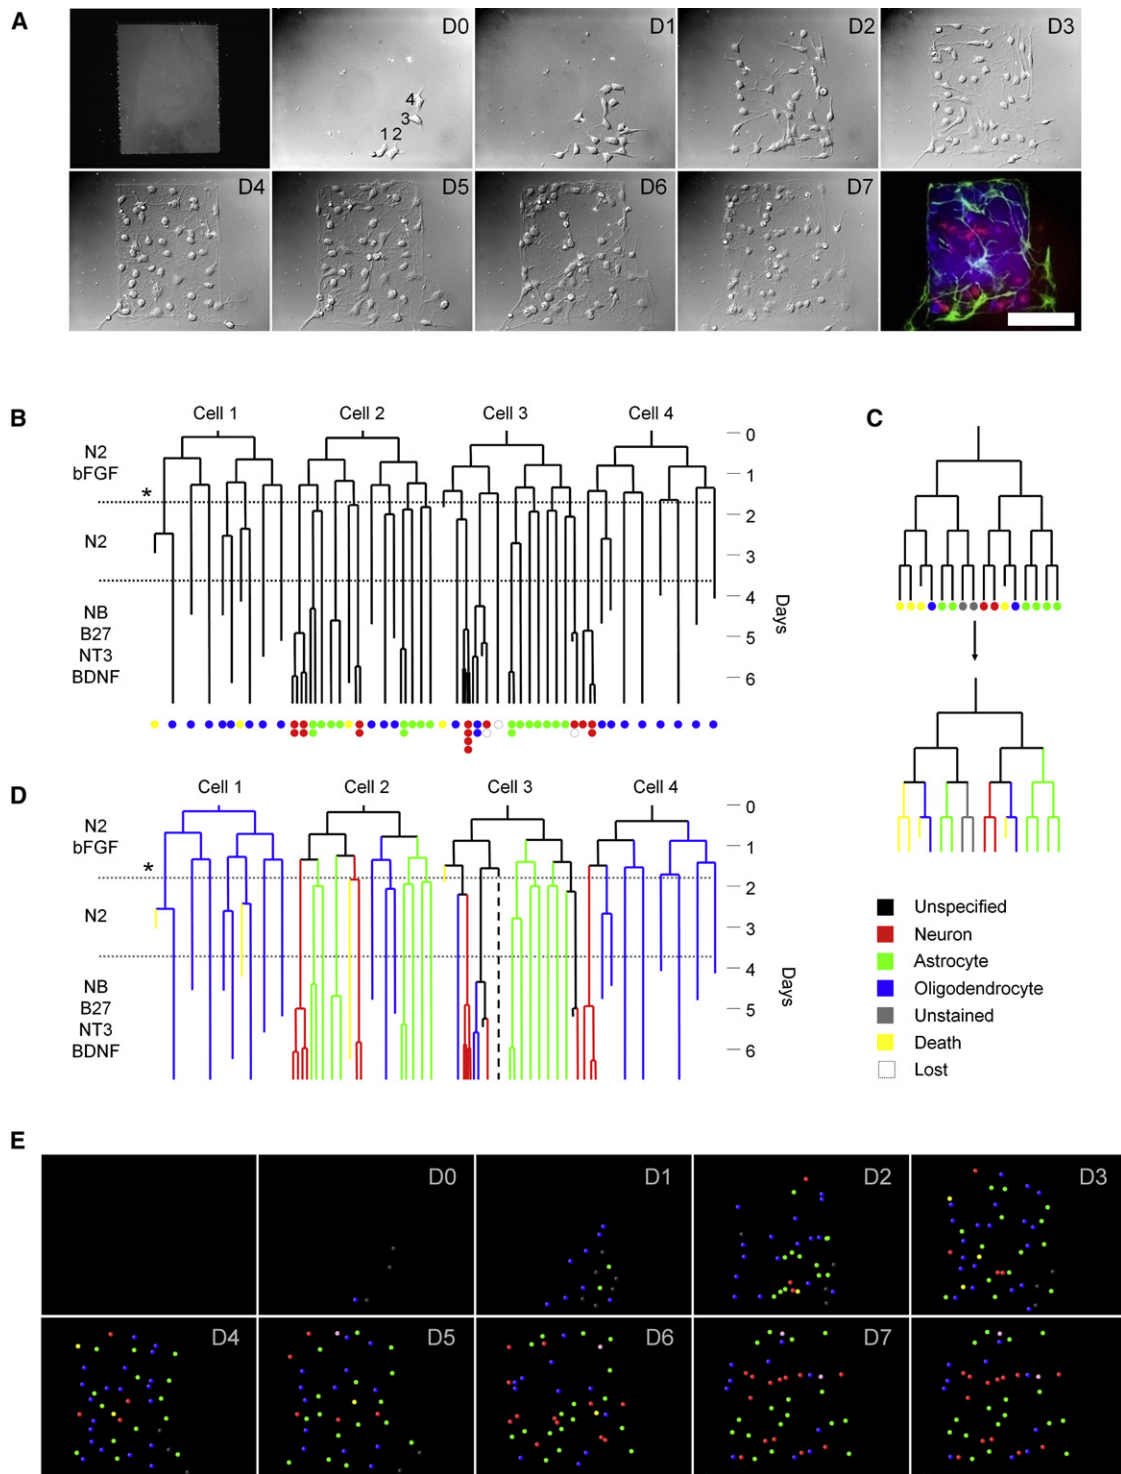 A
D0
D1
D2
D3
1 2
3
4
D4
D5
D6
D7
B
Cell 1
Cell 2
Cell 3
Cell 4
N2
bFGF
*
N2
NB
B27
NT3
BDNF
0
1
2
3
4
5
6
Days
C
D
Cell 1
Cell 2
Cell 3
Cell 4
N2
bFGF
*
N2
NB
B27
NT3
BDNF
0
1
2
3
4
5
6
Days
Unspecified
Neuron
Astrocyte
Oligodendrocyte
Unstained
Death
Lost
E
D0
D1
D2
D3
D4
D5
D6
D7